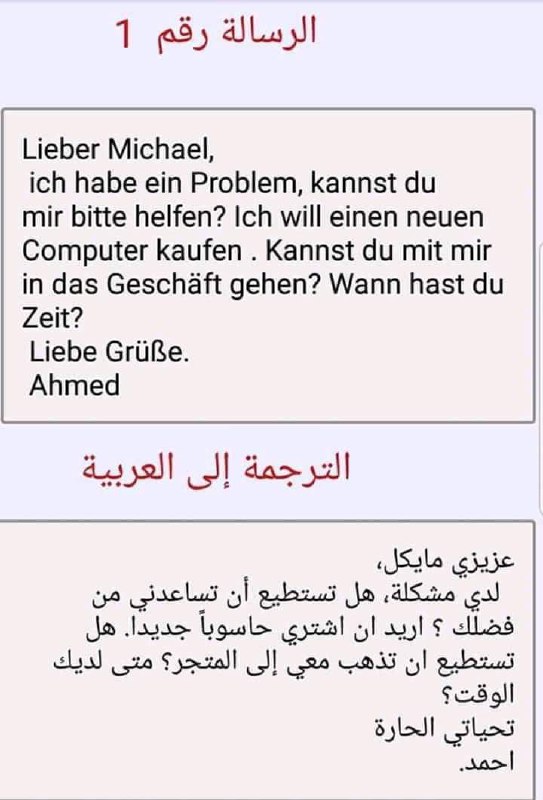 الرسالة رقم 1
Lieber Michael,
ich habe ein Problem, kannst du
mir bitte helfen? Ich will einen neuen
Computer kaufen . Kannst du mit mir
in das Geschäft gehen? Wann hast du
Zeit?
Liebe Grüße.
Ahmed
الترجمة إلى العربية
عزيزي مايكل،
لدي مشكلة، هل تستطيع أن تساعدني من
فضلك ؟ اريد ان اشتري حاسوباً جديدا. هل
تستطيع ان تذهب معي إلى المتجر؟ متى لديك
الوقت؟
تحياتي الحارة
احمد.